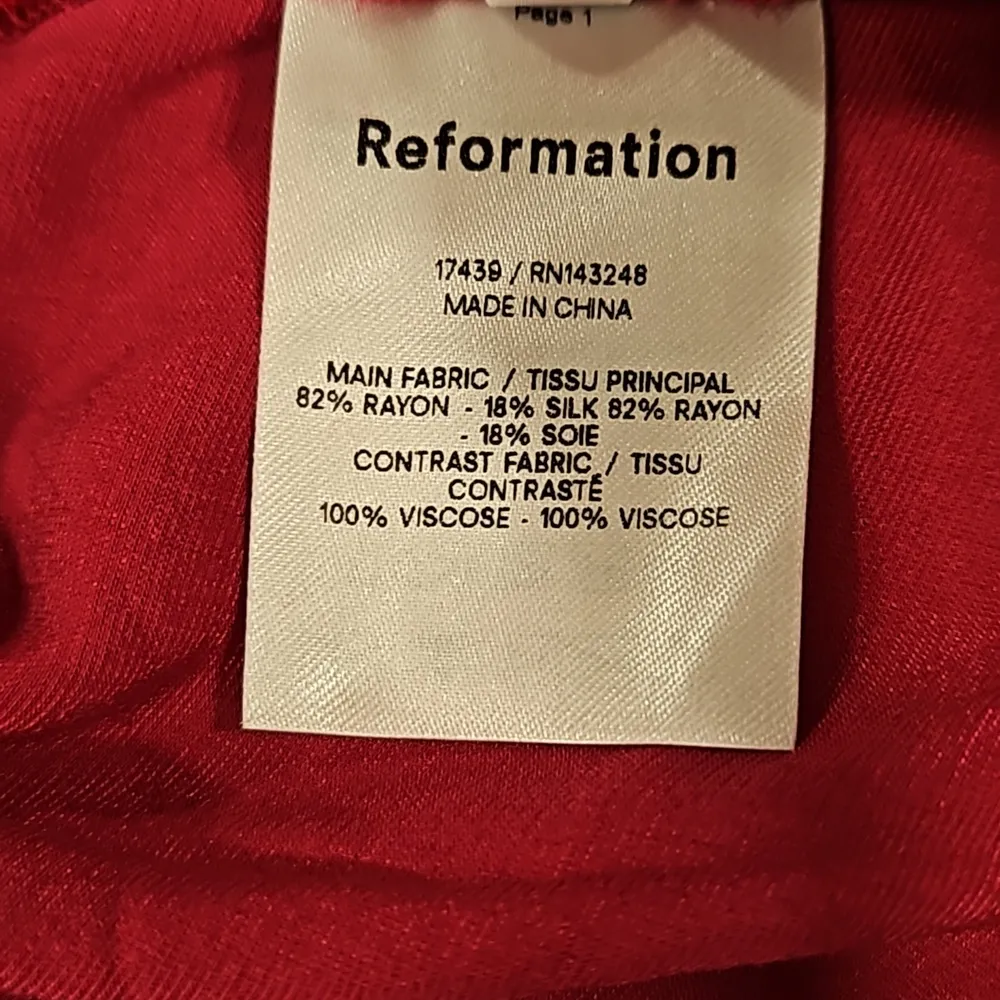 Page 1
Reformation
17439 / RN143248
MADE IN CHINA
MAIN FABRIC / TISSU PRINCIPAL
82% RAYON - 18% SILK 82% RAYON
- 18% SOIE
CONTRAST FABRIC / TISSU
CONTRASTÉ
100% VISCOSE - 100% VISCOSE